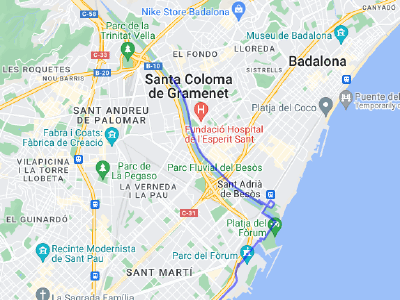 C-58
Nike Store Badalona
CANYADÓ
Parc de la
Trinitat Vella
Museu de Badalona
C-33
EL FONDO
LLOREDA
B-10
SISTRELLS
Badalona
LES ROQUETES
B-20
Santa Coloma
de Gramenet
NOU BARRIS
Pont del
Temporarily
SANT ANDREU
DE PALOMAR
Platja del Coco
Fundació Hospital
de l'Esperit Sant
Fabra i Coats:
Fàbrica de Creació
VILAPICINA
I LA TORRE
LLOBETA
Parc de
La Pegaso
Parc Fluvial del Besòs
LA VERNEDA
I LA PAU
Sant Adrià
de Besòs
C-31
EL GUINARDÓ
Platja del
Fòrum
Recinte Modernista
de Sant Pau
Parc del Fòrum
SANT MARTÍ
La Sagrada Família